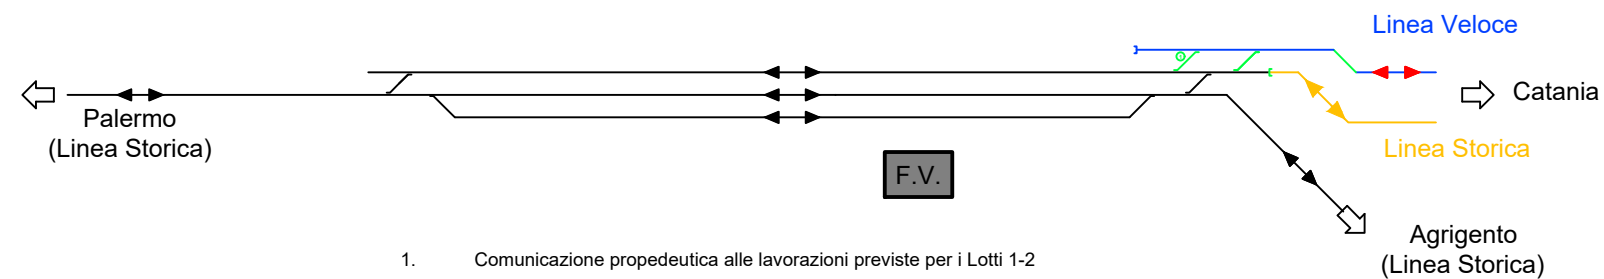 Linea Veloce
Catania
Palermo
(Linea Storica)
Linea Storica
F.V.
Agrigento
(Linea Storica)
1. Comunicazione propedeutica alle lavorazioni previste per i Lotti 1-2